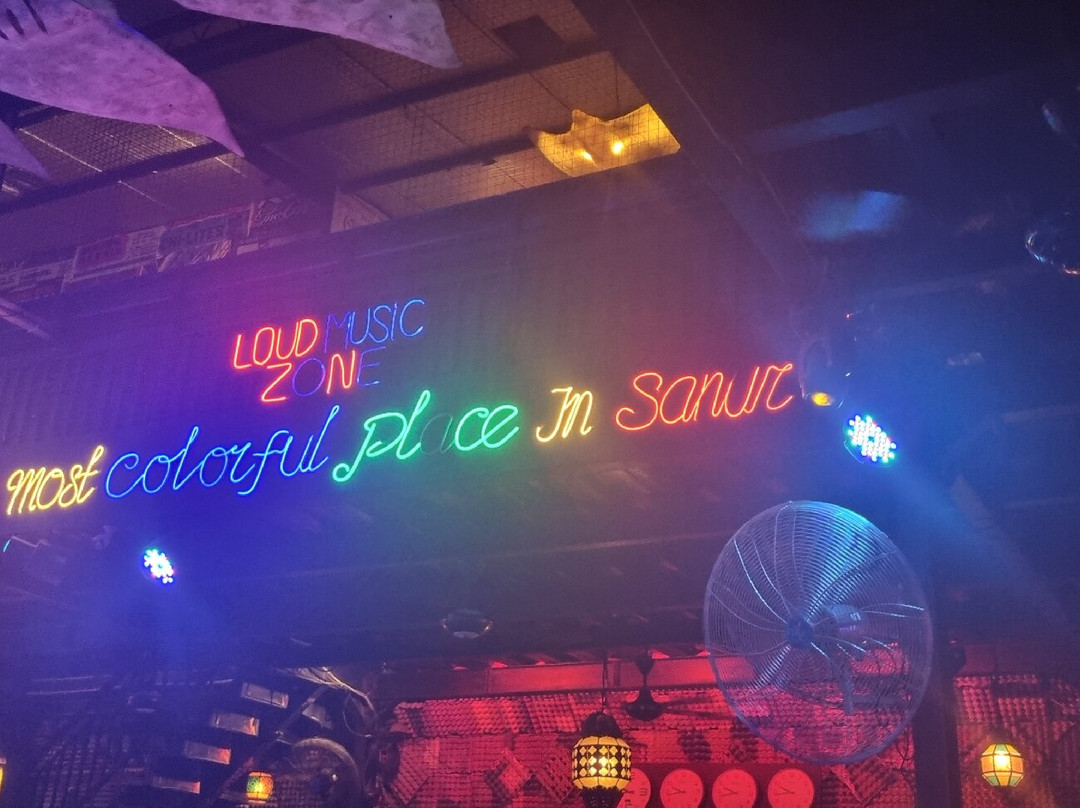 LOUD MUSIC
ZONE
most colorful place In Sanur